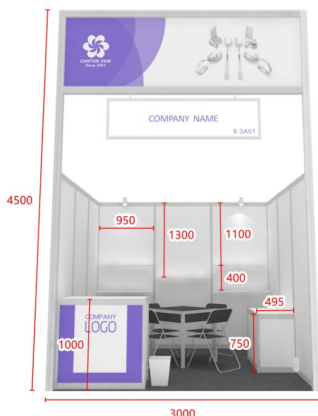 CANTON FAIR
Since 1957
COMPANY NAME
9 3A01
4500
950
1300
1100
400
495
COMPANY
LOGO
1000
750
3000